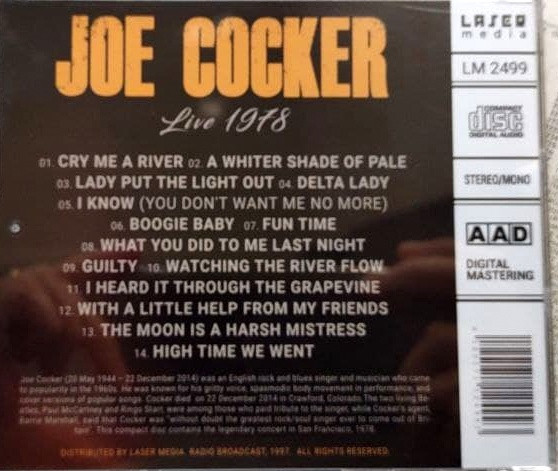 JOE COCKER
Live 1978
01. CRY ME A RIVER 02. A WHITER SHADE OF PALE
03. LADY PUT THE LIGHT OUT 04. DELTA LADY
05. I KNOW (YOU DON'T WANT ME NO MORE)
06. BOOGIE BABY 07. FUN TIME
08. WHAT YOU DID TO ME LAST NIGHT
09. GUILTY 10. WATCHING THE RIVER FLOW
11. I HEARD IT THROUGH THE GRAPEVINE
12. WITH A LITTLE HELP FROM MY FRIENDS
13. THE MOON IS A HARSH MISTRESS
14. HIGH TIME WE WENT
Joe Cocker (20 May 1944 – 22 December 2014) was an English rock and blues singer and musician who came
to popularity in the 1960s. He was known for his gritty voice, spasmodic body movement in performance, and
cover versions of popular songs. Cocker died on 22 December 2014 in Crawford, Colorado. The two living Be-
atles, Paul McCartney and Ringo Starr, were among those who paid tribute to the singer, while Cocker's agent,
Barrie Marshall, said that Cocker was "without doubt the greatest rock/soul singer ever to come out of Bri-
tain". This compact disc contains the legendary concert in San Francisco, 1978.
DISTRIBUTED BY LASER MEDIA. RADIO BROADCAST, 1997. ALL RIGHTS RESERVED.
LASER
media
LM 2499
COMPACT
disc
DIGITAL AUDIO
STEREO/MONO
AAD
DIGITAL
MASTERING